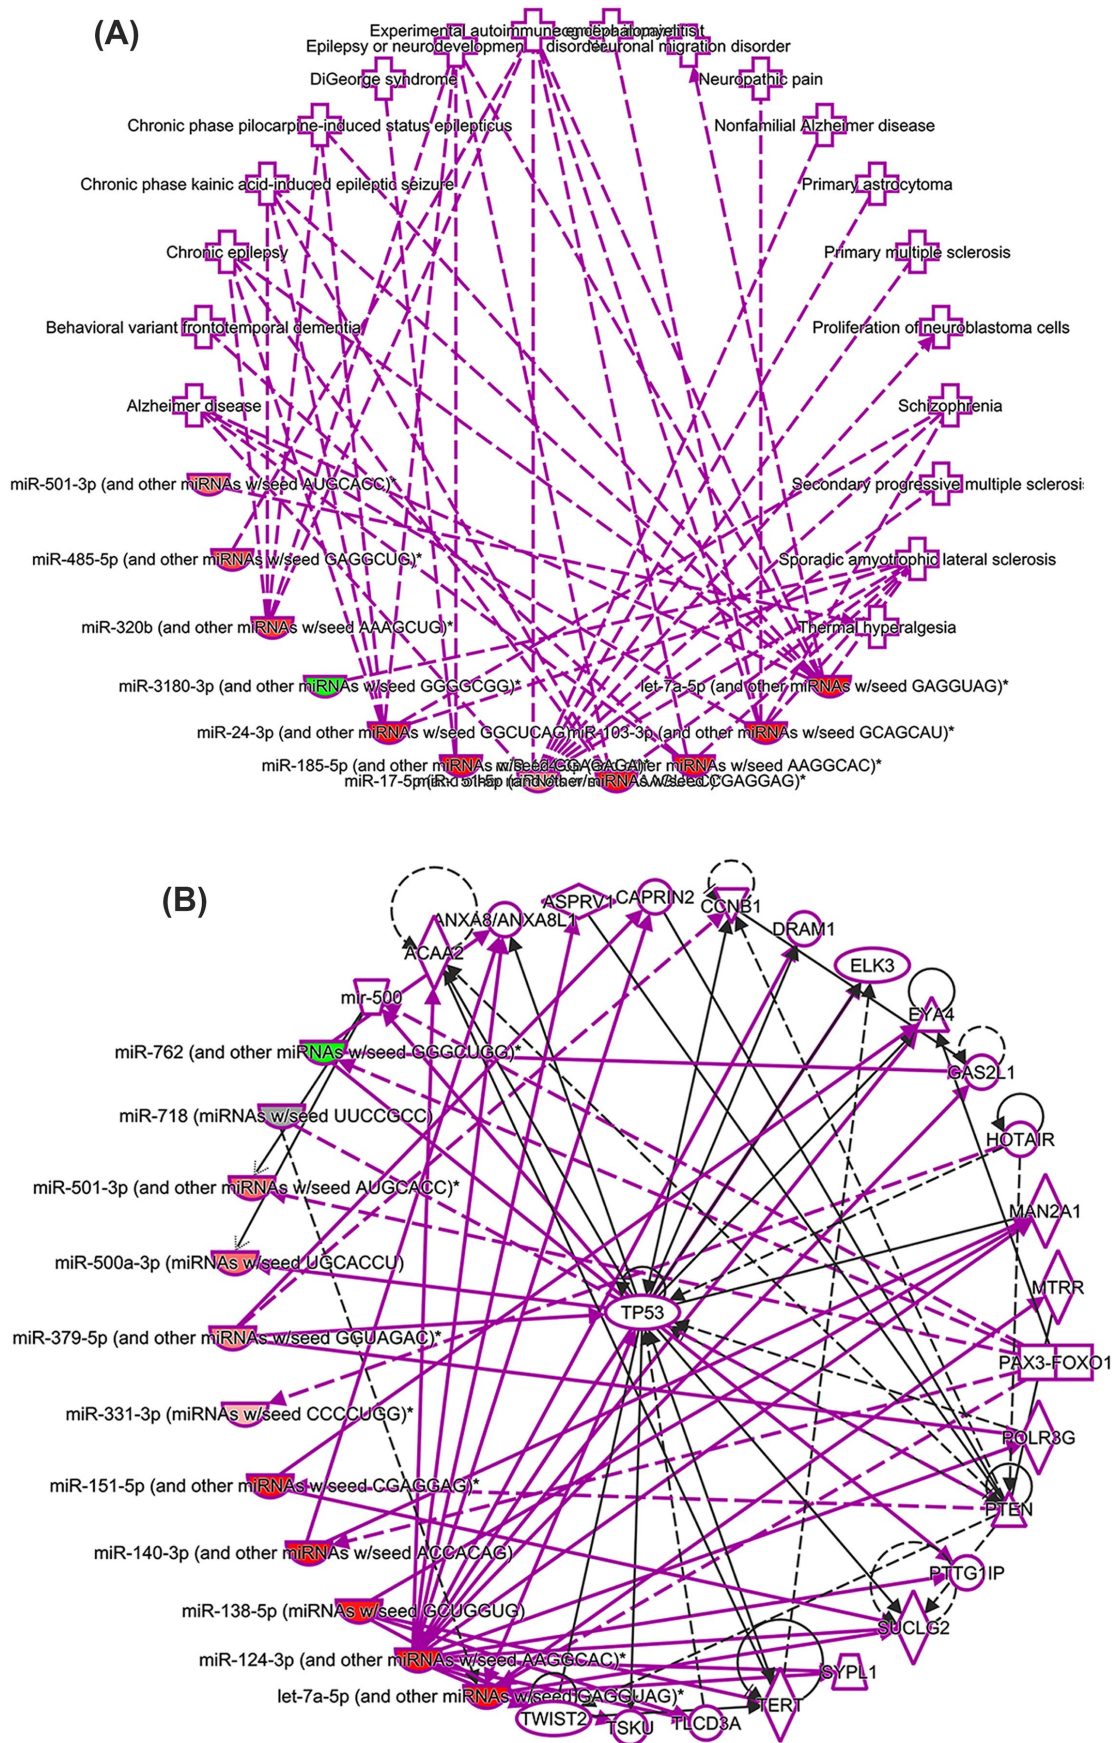 (A)
Experimental autoimmune encephalomyelitis
Epilepsy or neurodevelopmental disorder
Neuronal migration disorder
DiGeorge syndrome
Neuropathic pain
Chronic phase pilocarpine-induced status epilepticus
Nonfamilial Alzheimer disease
Chronic phase kainic acid-induced epileptic seizure
Primary astrocytoma
Chronic epilepsy
Primary multiple sclerosis
Behavioral variant frontotemporal dementia
Proliferation of neuroblastoma cells
Alzheimer disease
Schizophrenia
miR-501-3p (and other miRNAs w/seed AUGCACC)*
Secondary progressive multiple sclerosi
miR-485-5p (and other miRNAs w/seed GAGGCUG)*
Sporadic amyotrophic lateral sclerosis
miR-320b (and other miRNAs w/seed AAAGCUG)*
Thermal hyperalgesia
miR-3180-3p (and other miRNAs w/seed GGGGCGG)*
let-7a-5p (and other miRNAs w/seed GAGGUAG)*
miR-24-3p (and other miRNAs w/seed GGCUCAG)
miR-103-3p (and other miRNAs w/seed GCAGCAU)*
miR-185-5p (and other miRNAs w/seed GGAGAGA)*
miRNAs w/seed AAGGCAC)*
miR-17-5p
miRNAs w/seed CGAGGAG)*
(B)
ASPRV1
CAPRIN2
CCNB1
ANXA8/ANXA8L1
DRAM1
ACAA2
ELK3
mir-500
EYA4
miR-762 (and other miRNAs w/seed GGGCUGG)*
GAS2L1
miR-718 (miRNAs w/seed UUCCGCC)
HOTAIR
miR-501-3p (and other miRNAs w/seed AUGCACC)*
MAN2A1
miR-500a-3p (miRNAs w/seed UGCACCU)
MTRR
TP53
miR-379-5p (and other miRNAs w/seed GGUAGAC)*
PAX3-FOXO1
miR-331-3p (miRNAs w/seed CCCCUGG)*
POLR3G
miR-151-5p (and other miRNAs w/seed CGAGGAG)*
PTEN
miR-140-3p (and other miRNAs w/seed ACCACAG)
PTTG1IP
miR-138-5p (miRNAs w/seed GCUGGUG)
SUCLG2
miR-124-3p (and other miRNAs w/seed AAGGCAC)*
SYPL1
let-7a-5p (and other miRNAs w/seed GAGGUAG)*
TERT
TWIST2
TSKU
TLCD3A